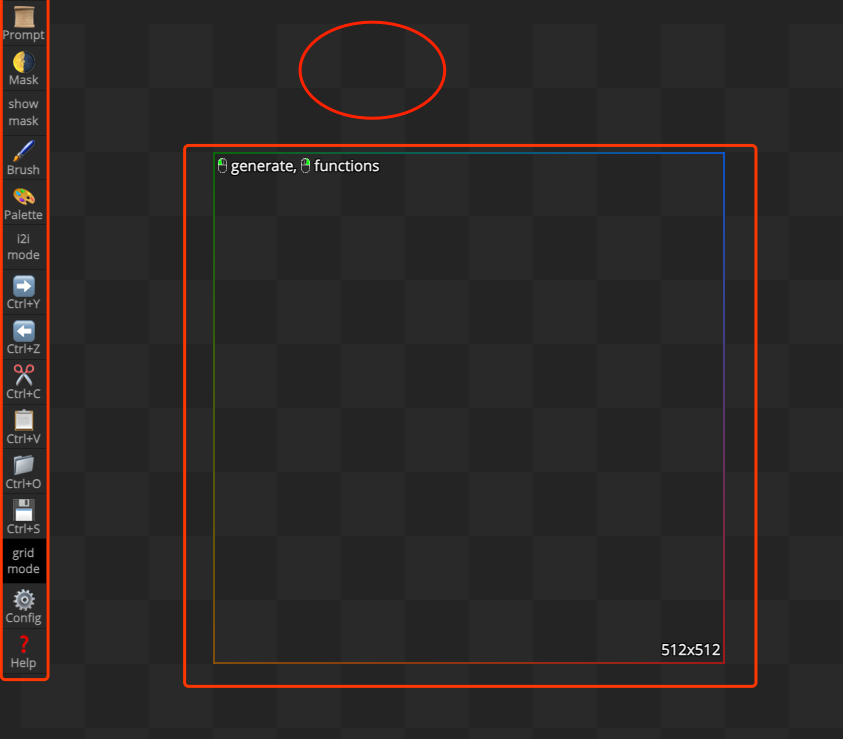 Prompt
Mask
show
mask
Brush
Palette
i2i
mode
Ctrl+Y
Ctrl+Z
Ctrl+C
Ctrl+V
Ctrl+O
Ctrl+S
grid
mode
Config
?
Help
generate, functions
512x512